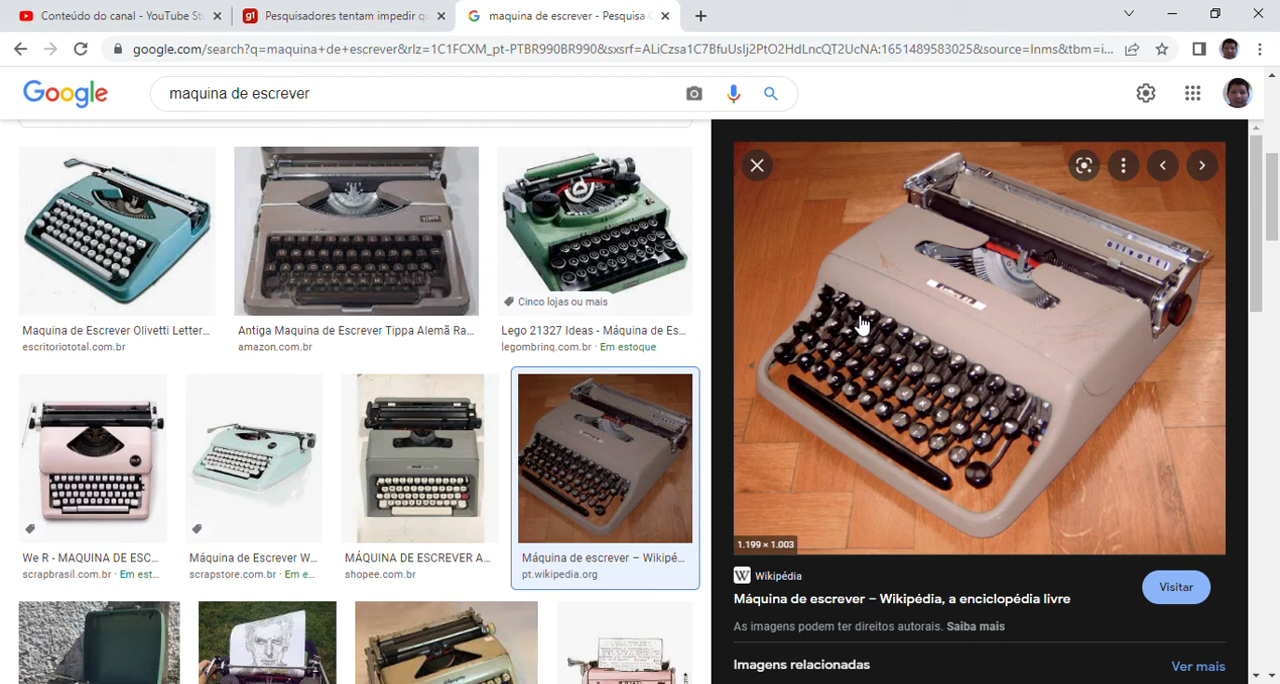 Conteúdo do canal - YouTube St
g1 Pesquisadores tentam impedir q
maquina de escrever - Pesquisa
google.com/search?q=maquina+de+escrever&rlz=1C1FCXM_pt-PTBR990BR990&sxsrf=ALiCzsa1C7BfuUsIj2PtO2HdLncQT2UcNA:1651489583025&source=lnms&tbm=i...
Google
maquina de escrever
olivetti
Cinco lojas ou mais
Maquina de Escrever Olivetti Letter...
escritoriototal.com.br
Antiga Maquina de Escrever Tippa Alemã Ra...
amazon.com.br
Lego 21327 Ideas - Máquina de Es...
legombrinq.com.br · Em estoque
We R - MAQUINA DE ESC...
scrapbrasil.com.br · Em est...
Máquina de Escrever W...
scrapstore.com.br · Em e...
MÁQUINA DE ESCREVER A...
shopee.com.br
Máquina de escrever – Wikipé...
pt.wikipedia.org
1.199 × 1.003
W Wikipédia
Máquina de escrever – Wikipédia, a enciclopédia livre
Visitar
As imagens podem ter direitos autorais. Saiba mais
Imagens relacionadas
Ver mais